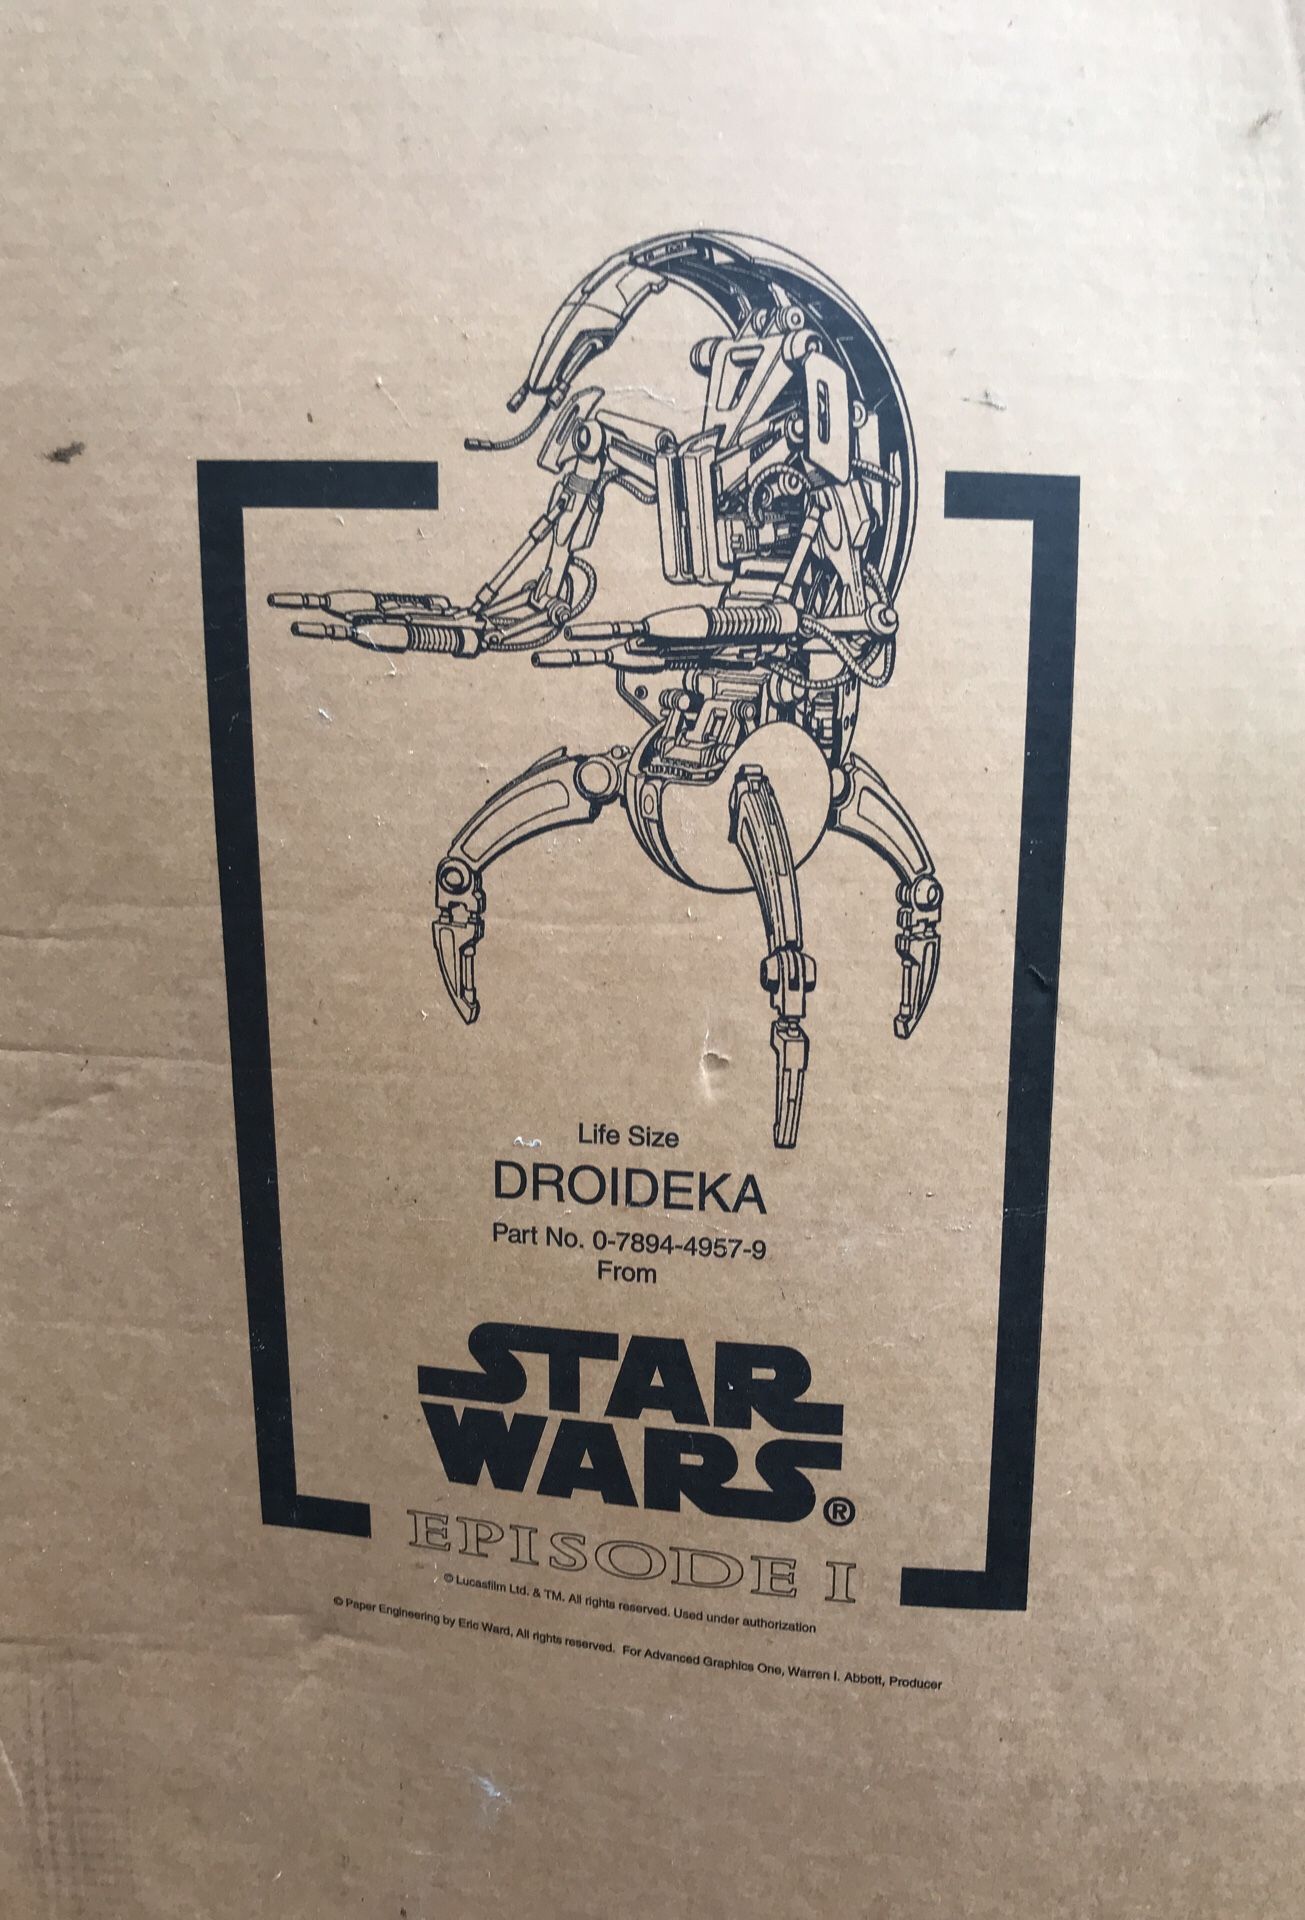 Life Size
DROIDEKA
Part No. 0-7894-4957-9
From
STAR
WARS®
EPISODE I
© Lucasfilm Ltd. & TM. All rights reserved. Used under authorization
© Paper Engineering by Eric Ward, All rights reserved. For Advanced Graphics One, Warren I. Abbott, Producer